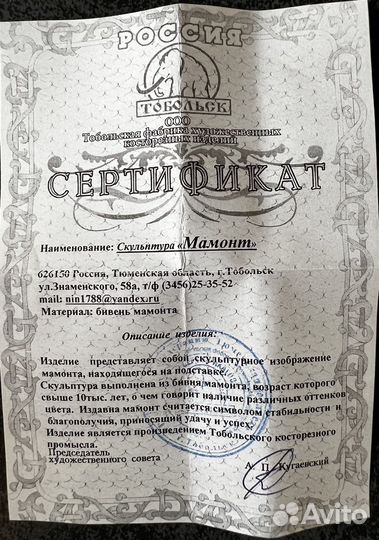 РОССИЯ
ТОБОЛЬСК
ООО
Тобольская фабрика художественных
косторезных изделий
СЕРТИФИКАТ
Наименование: Скульптура «Мамонт»
626150 Россия, Тюменская область, г.Тобольск
ул.Знаменского, 58а, т/ф (3456)25-35-52
mail: nin1788@yandex.ru
Материал: бивень мамонта
Описание изделия:
Изделие представляет собой скульптурное изображение
мамонта, находящегося на подставке.
Скульптура выполнена из бивня мамонта, возраст которого
свыше 10тыс. лет, о чем говорит наличие различных оттенков
цвета. Издавна мамонт считается символом стабильности и
благополучия, приносящий удачу и успех.
Изделие является произведением Тобольского косторезного
промысла.
Председатель
художественного совета
А. П. Кугаевский
Avito